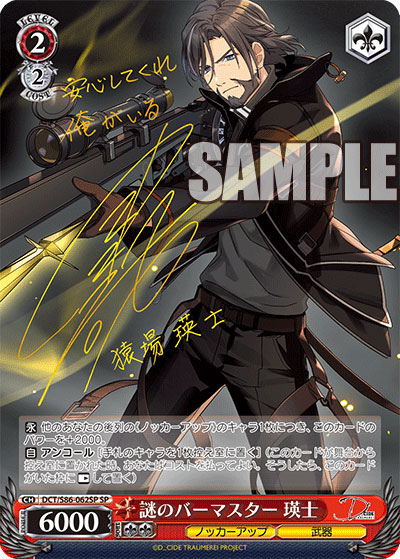 LEVEL
2
2
COST
安心してくれ
俺がいる
SAMPLE
猿場 瑛士
永 他のあなたの後列の《ノッカーアップ》のキャラ1枚につき、このカードの
パワーを+2000。
自 アンコール [手札のキャラを1枚控え室に置く] (このカードが舞台から
控え室に置かれた時、あなたはコストを払ってよい。そうしたら、このカードが
いた枠に置く)
CH DCT/S86-062SP SP
6000
謎のバーマスター 瑛士
ノッカーアップ 武器
©D_CIDE TRAUMEREI PROJECT